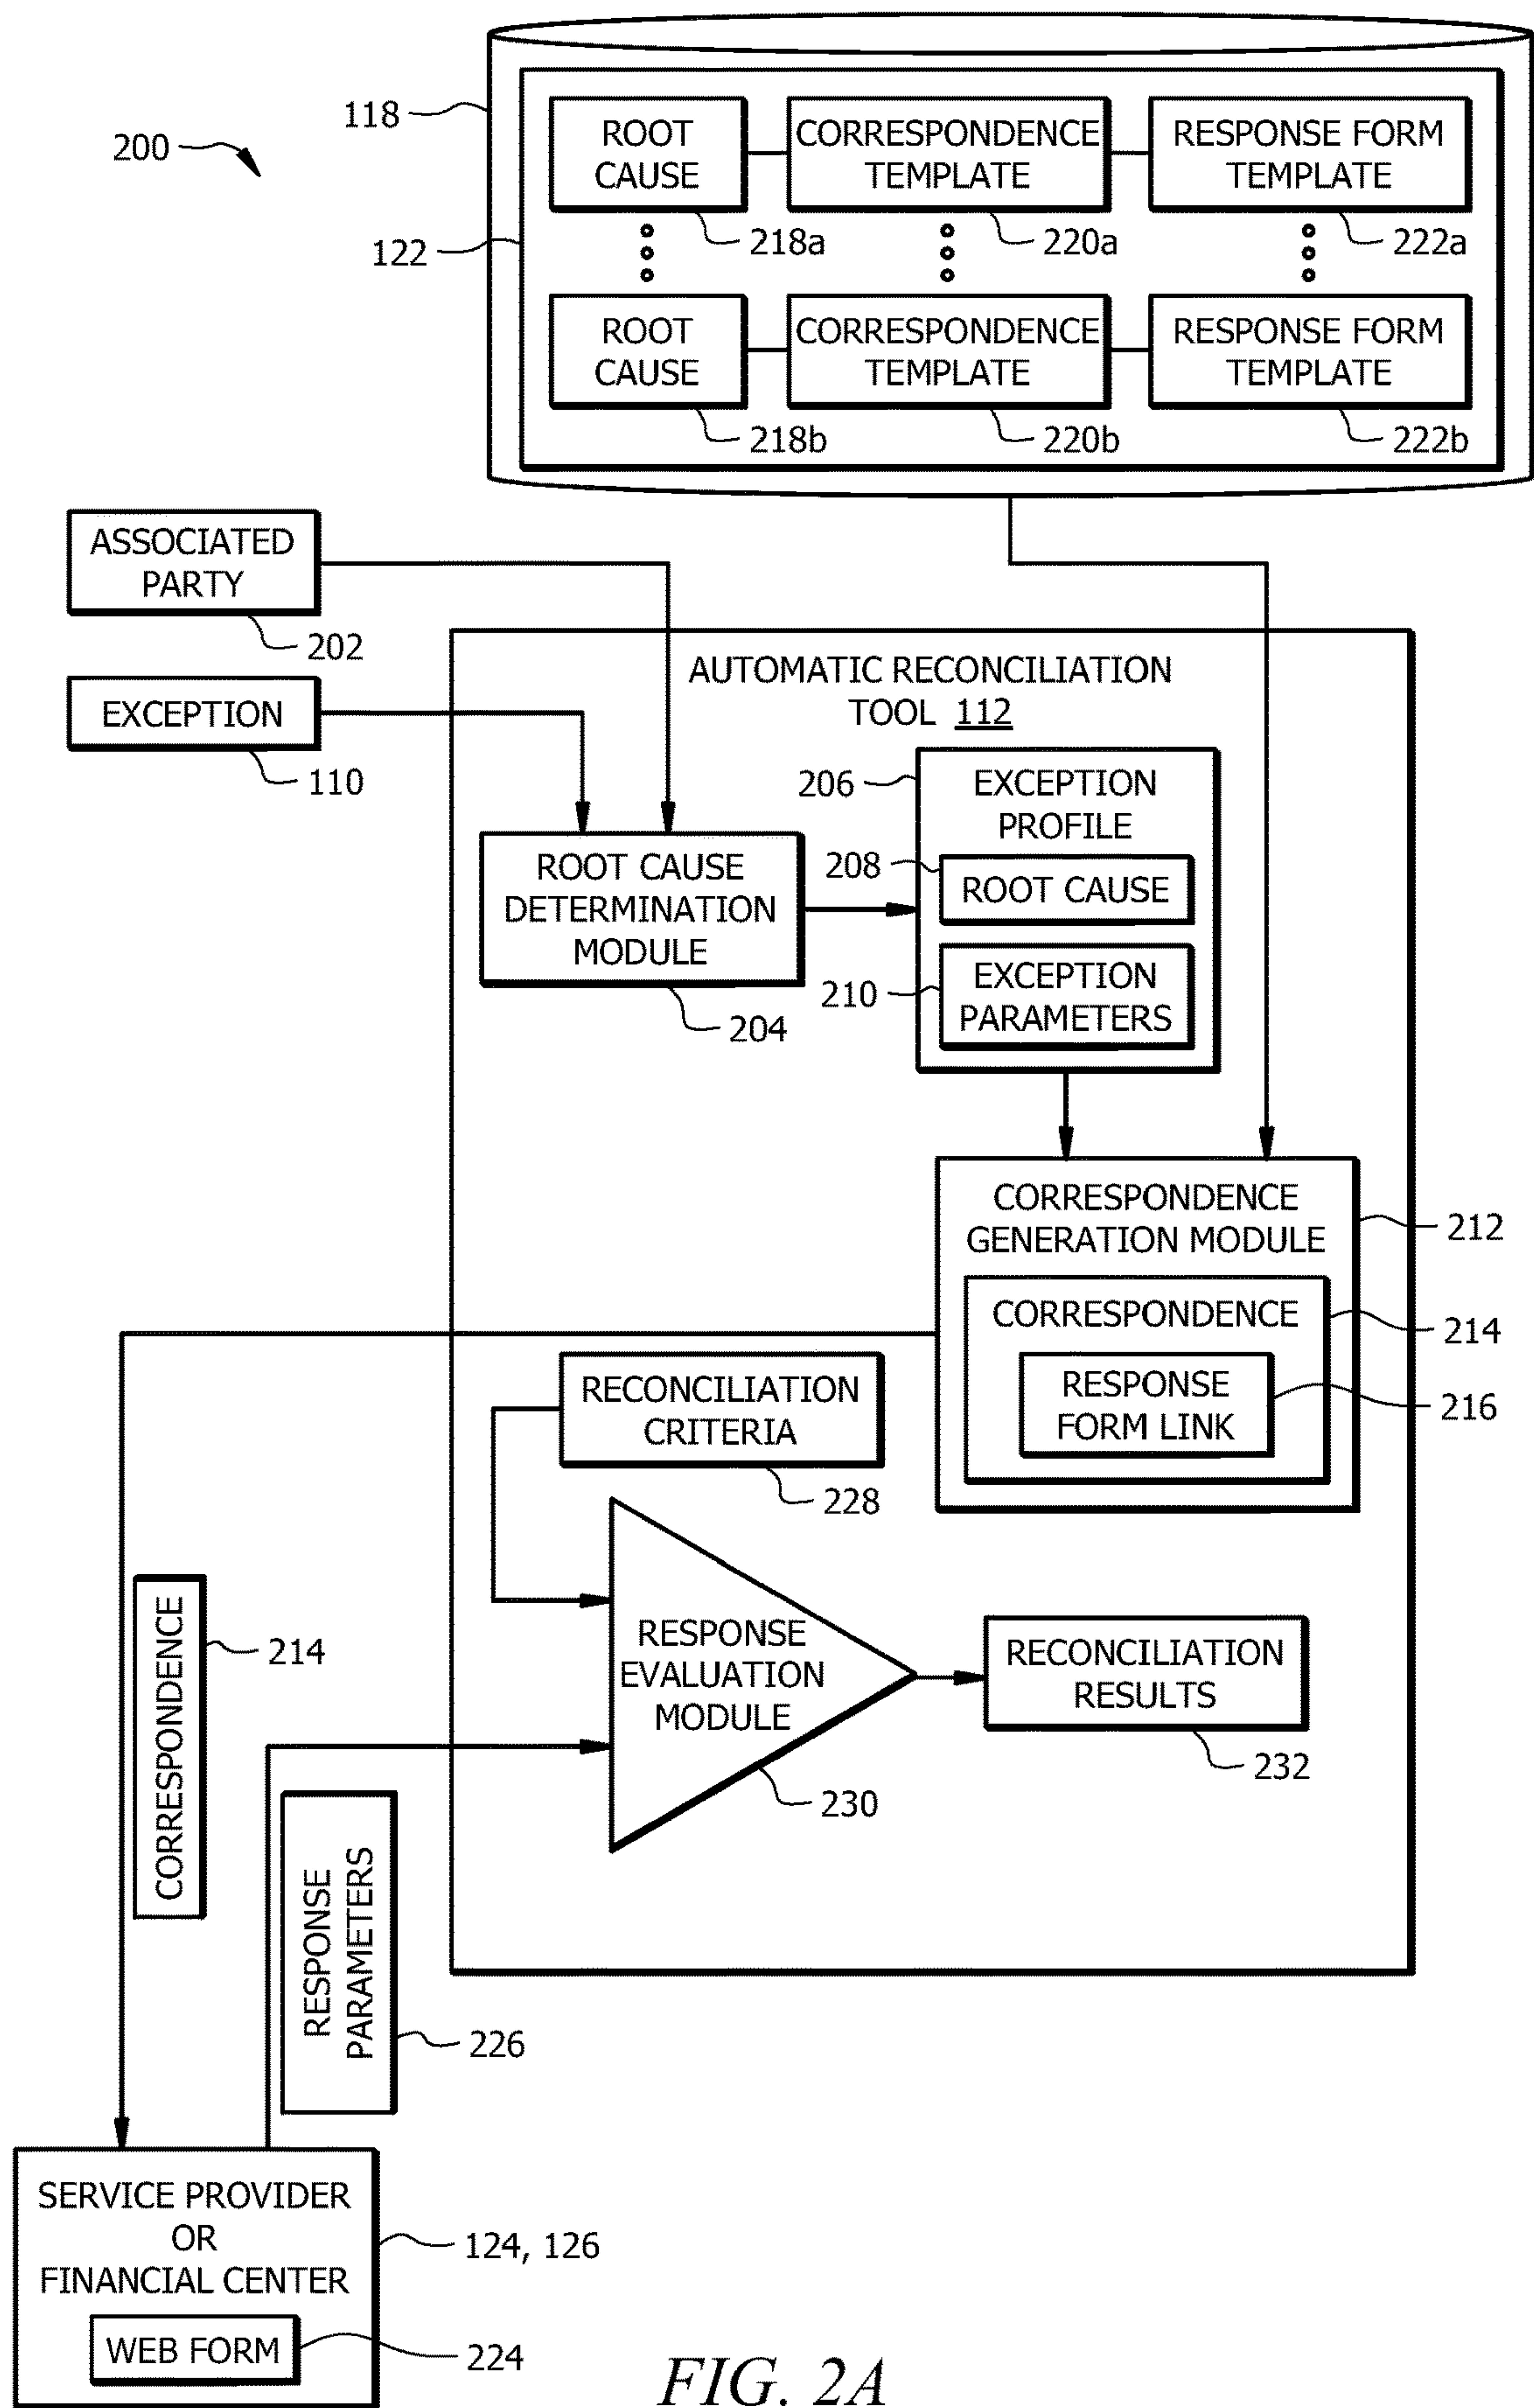 200
118
122
ROOT
CAUSE
CORRESPONDENCE
TEMPLATE
RESPONSE FORM
TEMPLATE
218a
220a
222a
ROOT
CAUSE
CORRESPONDENCE
TEMPLATE
RESPONSE FORM
TEMPLATE
218b
220b
222b
ASSOCIATED
PARTY
202
EXCEPTION
110
AUTOMATIC RECONCILIATION
TOOL 112
206
EXCEPTION
PROFILE
208
ROOT CAUSE
210
EXCEPTION
PARAMETERS
ROOT CAUSE
DETERMINATION
MODULE
204
CORRESPONDENCE
GENERATION MODULE
212
CORRESPONDENCE
214
RESPONSE
FORM LINK
216
RECONCILIATION
CRITERIA
228
RESPONSE
EVALUATION
MODULE
230
RECONCILIATION
RESULTS
232
CORRESPONDENCE
214
RESPONSE
PARAMETERS
226
SERVICE PROVIDER
OR
FINANCIAL CENTER
124, 126
WEB FORM
224
FIG. 2A